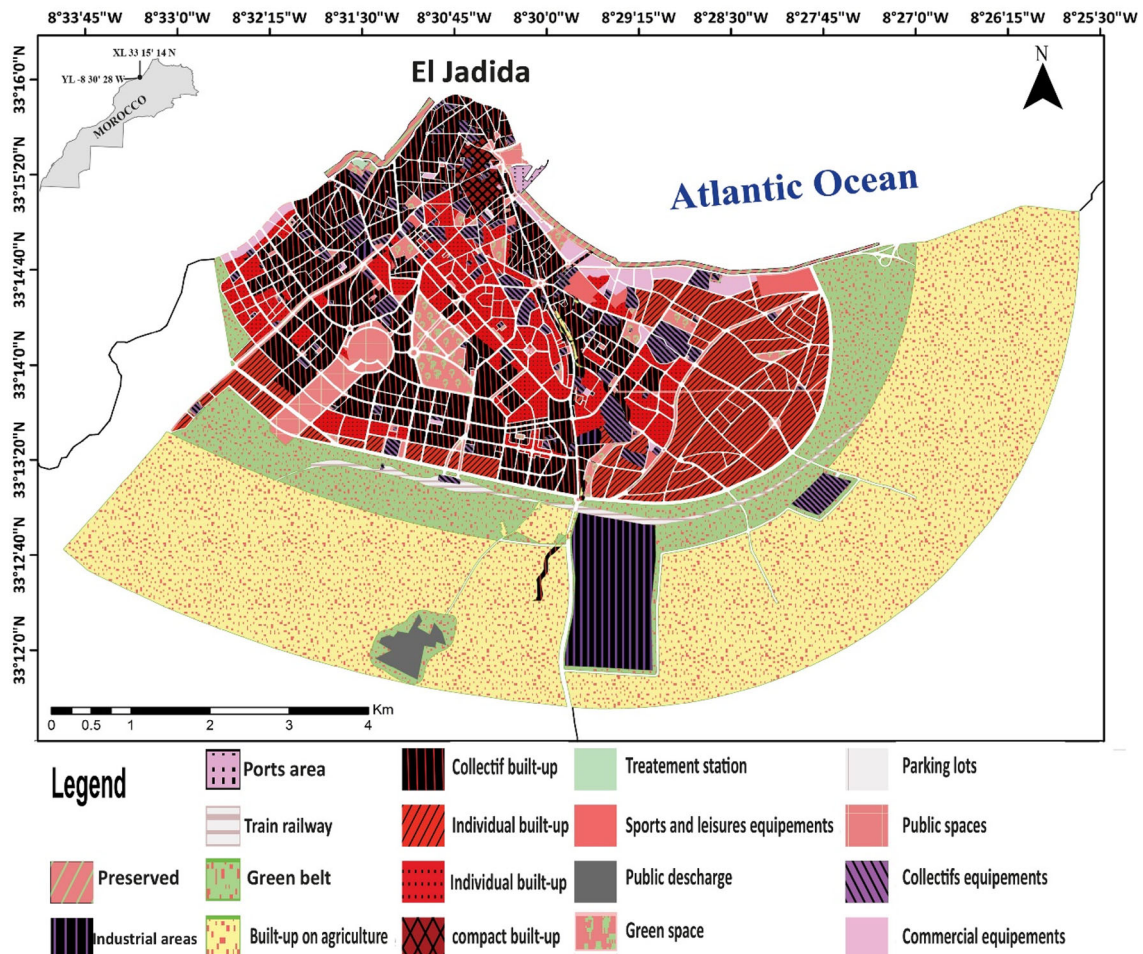 8°33'45"W 8°33'0"W 8°32'15"W 8°31'30"W 8°30'45"W 8°30'0"W 8°29'15"W 8°28'30"W 8°27'45"W 8°27'0"W 8°26'15"W 8°25'30"W
XL 33 15' 14 N
YL -8 30' 28 W
MOROCCO
El Jadida
N
Atlantic Ocean
33°16'0"N
33°15'20"N
33°14'40"N
33°14'0"N
33°13'20"N
33°12'40"N
33°12'0"N
Km
0 0.5 1 2 3 4
Legend
Preserved
Industrial areas
Ports area
Train railway
Green belt
Built-up on agriculture
Collectif built-up
Individual built-up
Individual built-up
compact built-up
Treatement station
Sports and leisures equipements
Public descharge
Green space
Parking lots
Public spaces
Collectifs equipements
Commercial equipements